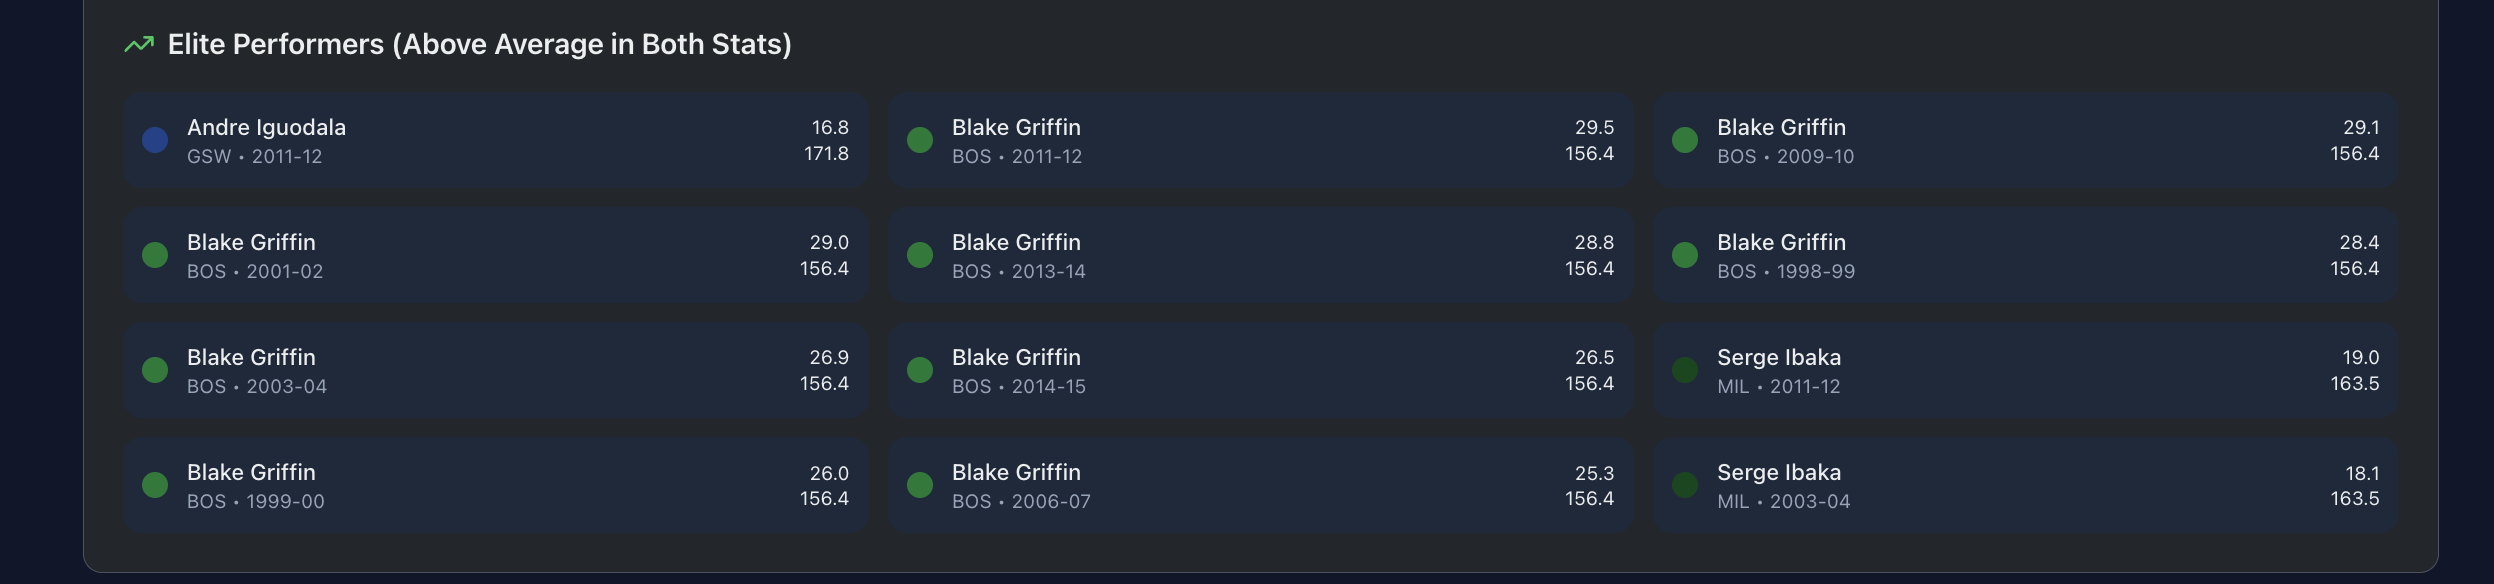 Elite Performers (Above Average in Both Stats)
Andre Iguodala
GSW • 2011-12
16.8
171.8
Blake Griffin
BOS • 2011-12
29.5
156.4
Blake Griffin
BOS • 2009-10
29.1
156.4
Blake Griffin
BOS • 2001-02
29.0
156.4
Blake Griffin
BOS • 2013-14
28.8
156.4
Blake Griffin
BOS • 1998-99
28.4
156.4
Blake Griffin
BOS • 2003-04
26.9
156.4
Blake Griffin
BOS • 2014-15
26.5
156.4
Serge Ibaka
MIL • 2011-12
19.0
163.5
Blake Griffin
BOS • 1999-00
26.0
156.4
Blake Griffin
BOS • 2006-07
25.3
156.4
Serge Ibaka
MIL • 2003-04
18.1
163.5